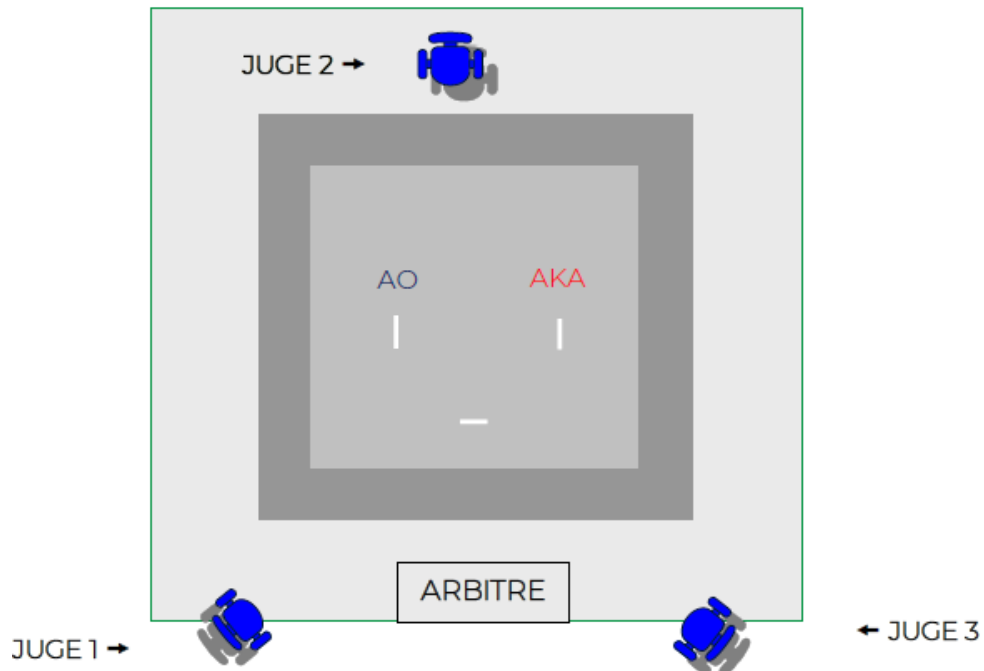 JUGE 2 →
AO
AKA
ARBITRE
JUGE 1 →
← JUGE 3